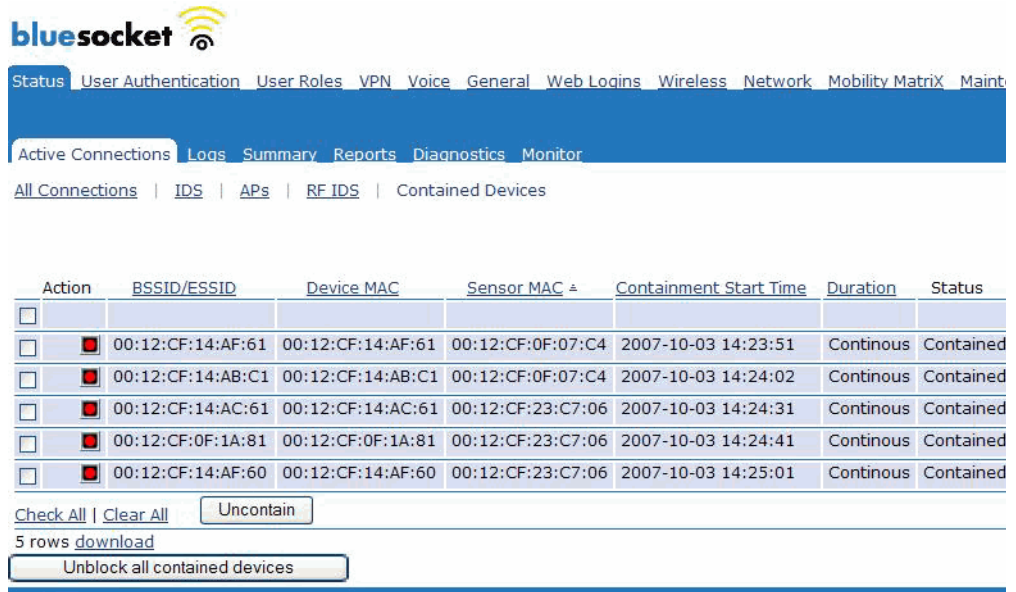 bluesocket
Status User Authentication User Roles VPN Voice General Web Logins Wireless Network Mobility MatriX Maint
Active Connections Logs Summary Reports Diagnostics Monitor
All Connections | IDS | APs | RF IDS | Contained Devices
Action BSSID/ESSID Device MAC Sensor MAC Containment Start Time Duration Status
00:12:CF:14:AF:61 00:12:CF:14:AF:61 00:12:CF:0F:07:C4 2007-10-03 14:23:51 Continous Contained
00:12:CF:14:AB:C1 00:12:CF:14:AB:C1 00:12:CF:0F:07:C4 2007-10-03 14:24:02 Continous Contained
00:12:CF:14:AC:61 00:12:CF:14:AC:61 00:12:CF:23:C7:06 2007-10-03 14:24:31 Continous Contained
00:12:CF:0F:1A:81 00:12:CF:0F:1A:81 00:12:CF:23:C7:06 2007-10-03 14:24:41 Continous Contained
00:12:CF:14:AF:60 00:12:CF:14:AF:60 00:12:CF:23:C7:06 2007-10-03 14:25:01 Continous Contained
Check All | Clear All Uncontain
5 rows download
Unblock all contained devices